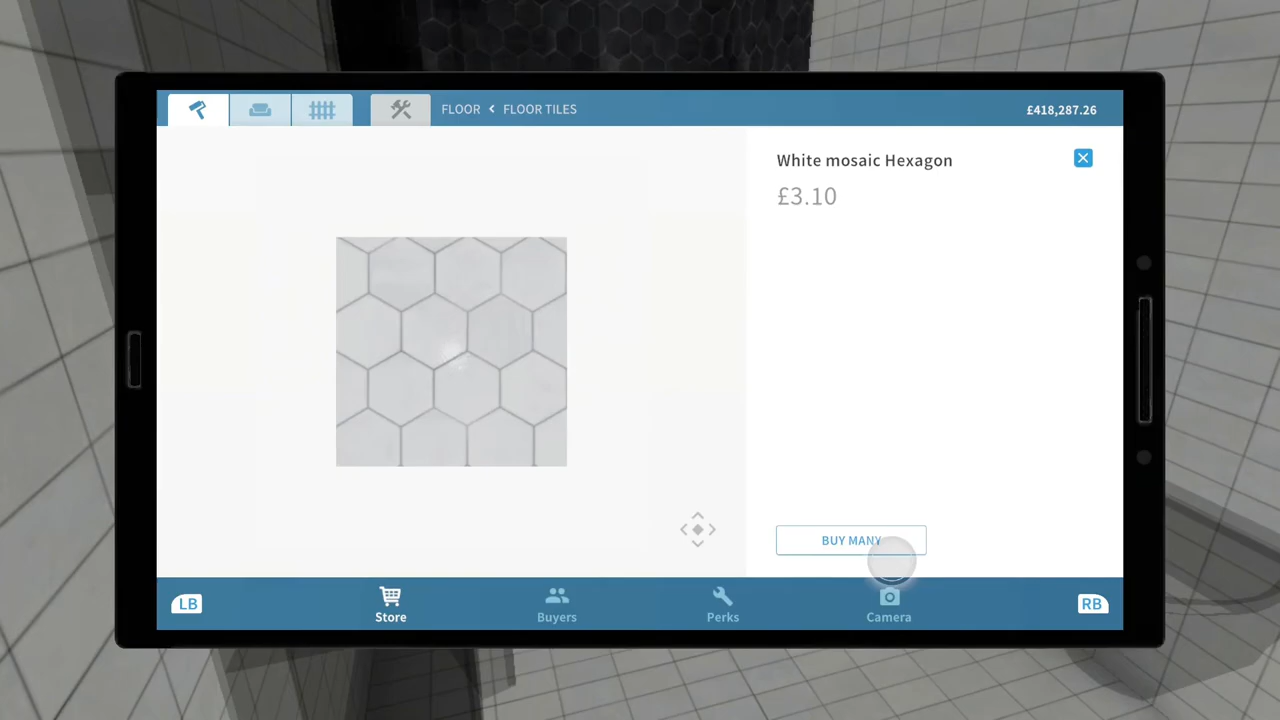 FLOOR < FLOOR TILES
£418,287.26
White mosaic Hexagon
£3.10
BUY MANY
LB
Store
Buyers
Perks
Camera
RB